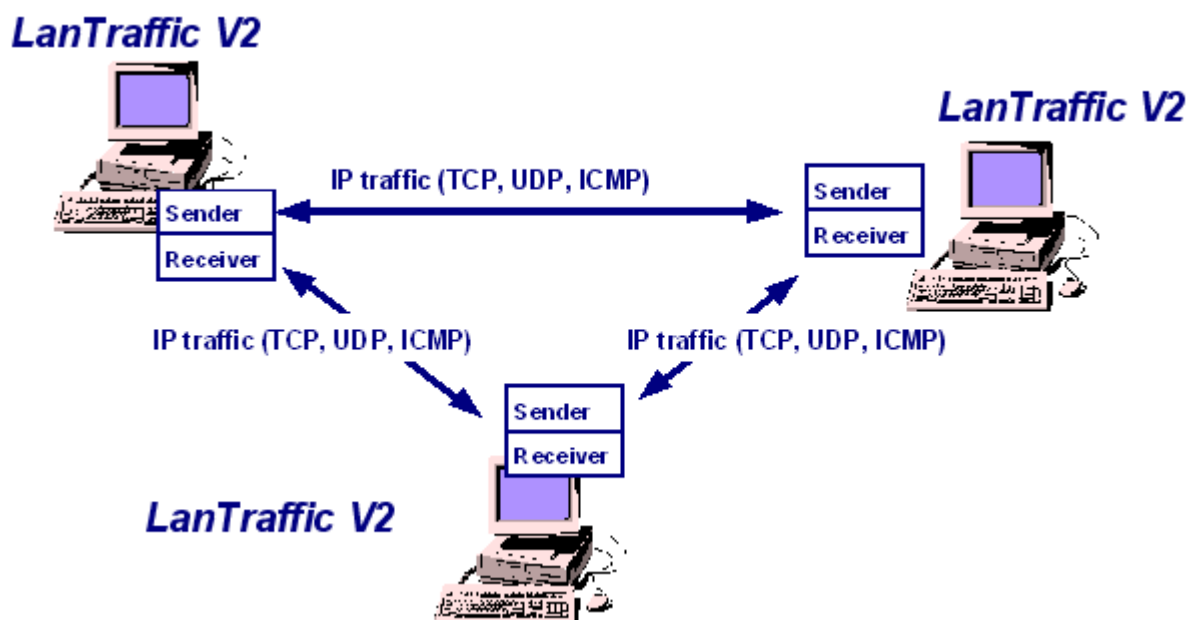 LanTraffic V2
LanTraffic V2
IP traffic (TCP, UDP, ICMP)
Sender
Receiver
Sender
Receiver
IP traffic (TCP, UDP, ICMP)
IP traffic (TCP, UDP, ICMP)
Sender
Receiver
LanTraffic V2